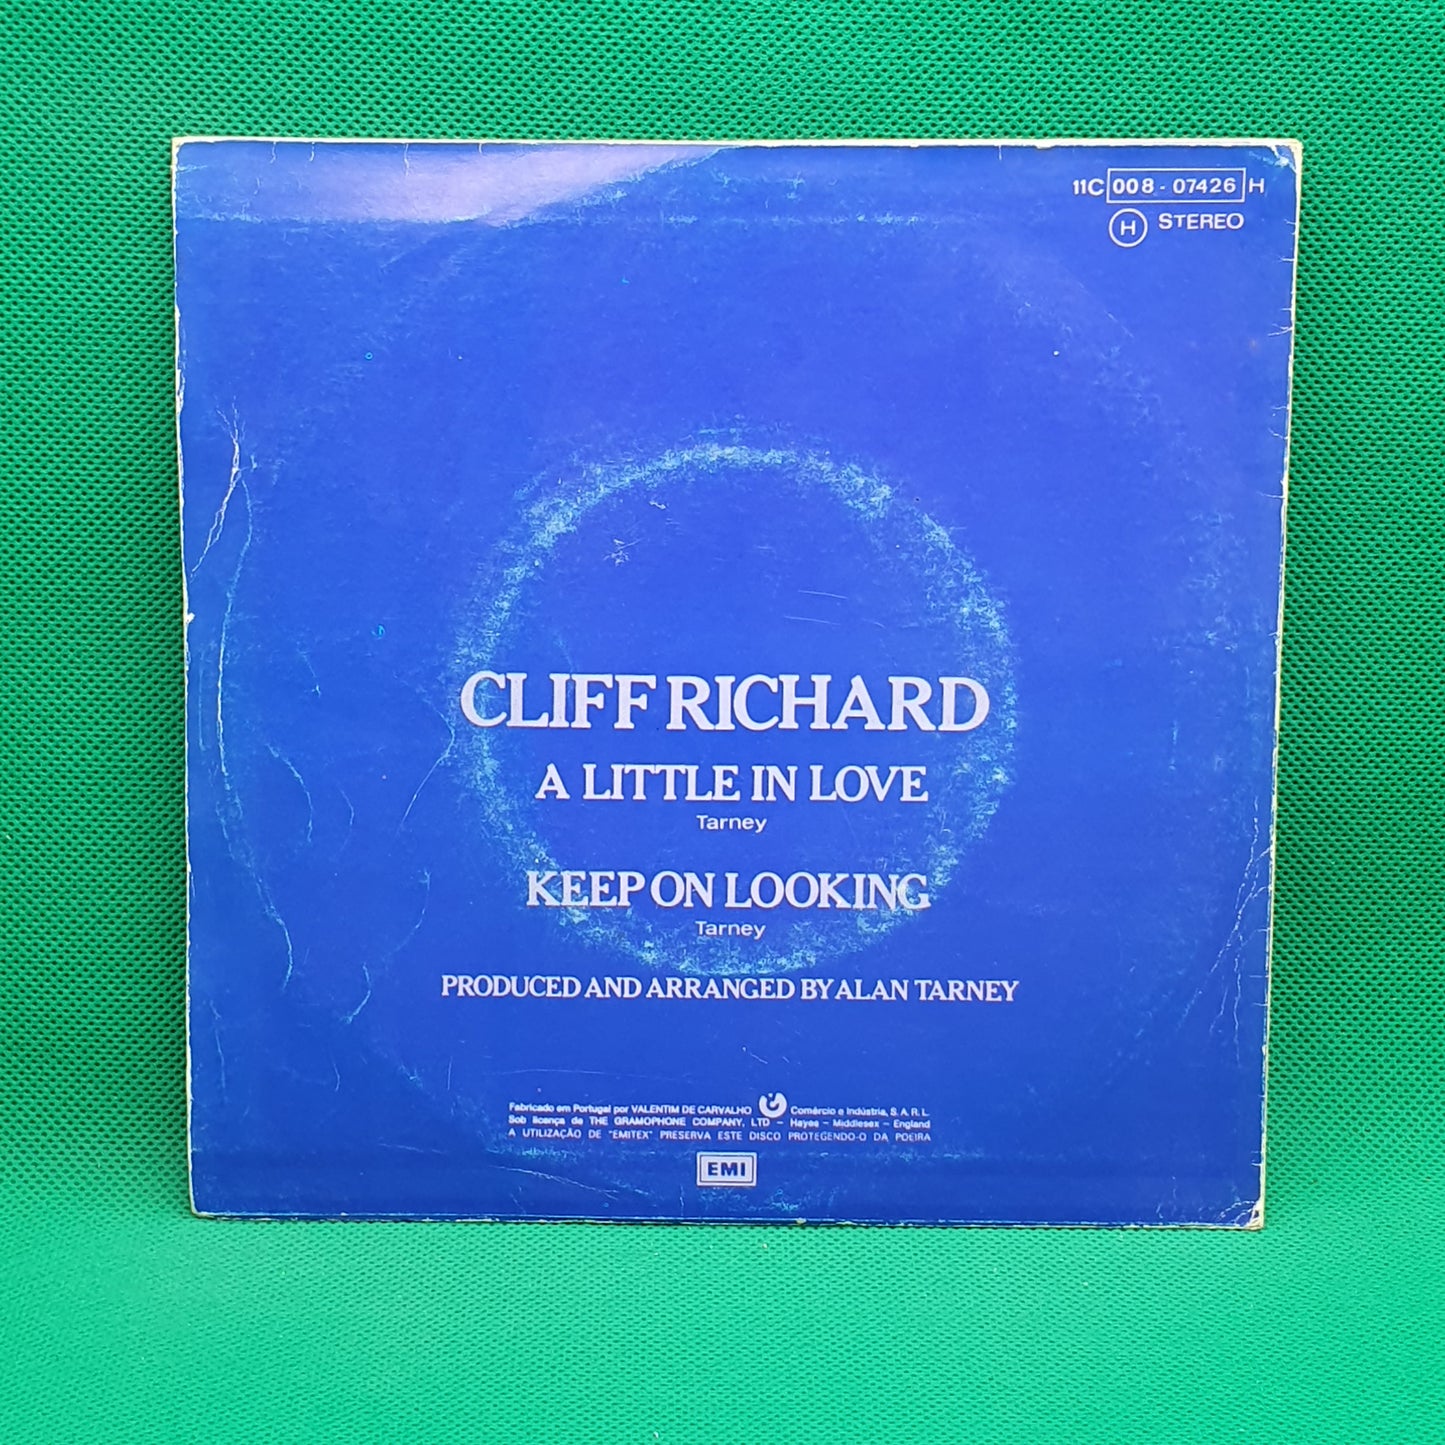 11C 008 - 07426 H
H STEREO
CLIFF RICHARD
A LITTLE IN LOVE
Tarney
KEEP ON LOOKING
Tarney
PRODUCED AND ARRANGED BY ALAN TARNEY
Fabricado em Portugal por VALENTIM DE CARVALHO Comércio e Indústria, S. A. R. L.
Sob licença de THE GRAMOPHONE COMPANY, LTD - Hayes - Middlesex - England
A UTILIZAÇÃO DE "EMITEX" PRESERVA ESTE DISCO PROTEGENDO-O DA POEIRA
EMI